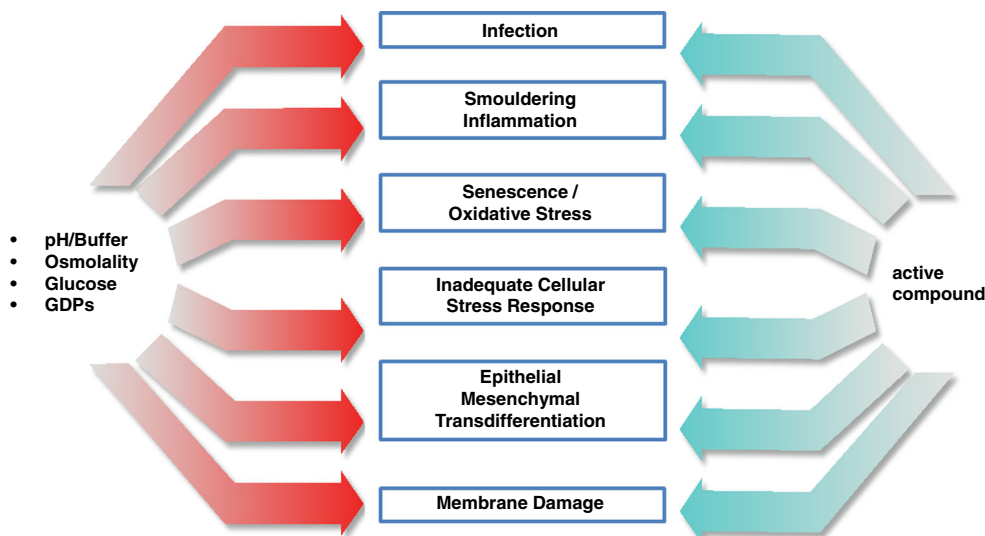 Infection
Smouldering
Inflammation
Senescence /
Oxidative Stress
• pH/Buffer
• Osmolality
• Glucose
• GDPs
Inadequate Cellular
Stress Response
active
compound
Epithelial
Mesenchymal
Transdifferentiation
Membrane Damage